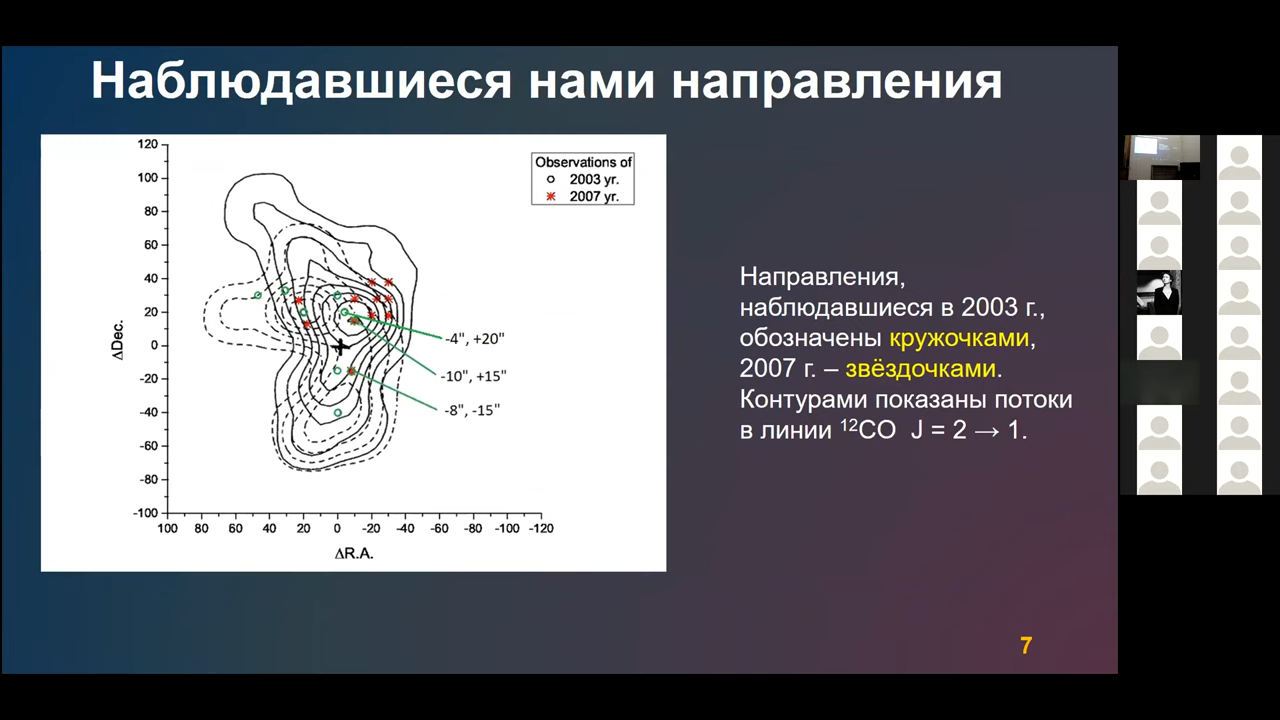 Наблюдавшиеся нами направления
120
100
80
60
40
20
0
-20
-40
-60
-80
-100
100 80 60 40 20 0 -20 -40 -60 -80 -100 -120
ΔDec.
ΔR.A.
Observations of
2003 yr.
2007 yr.
-4", +20"
-10", +15"
-8", -15"
Направления,
наблюдавшиеся в 2003 г.,
обозначены кружочками,
2007 г. – звёздочками.
Контурами показаны потоки
в линии ¹²CO J = 2 → 1.
7